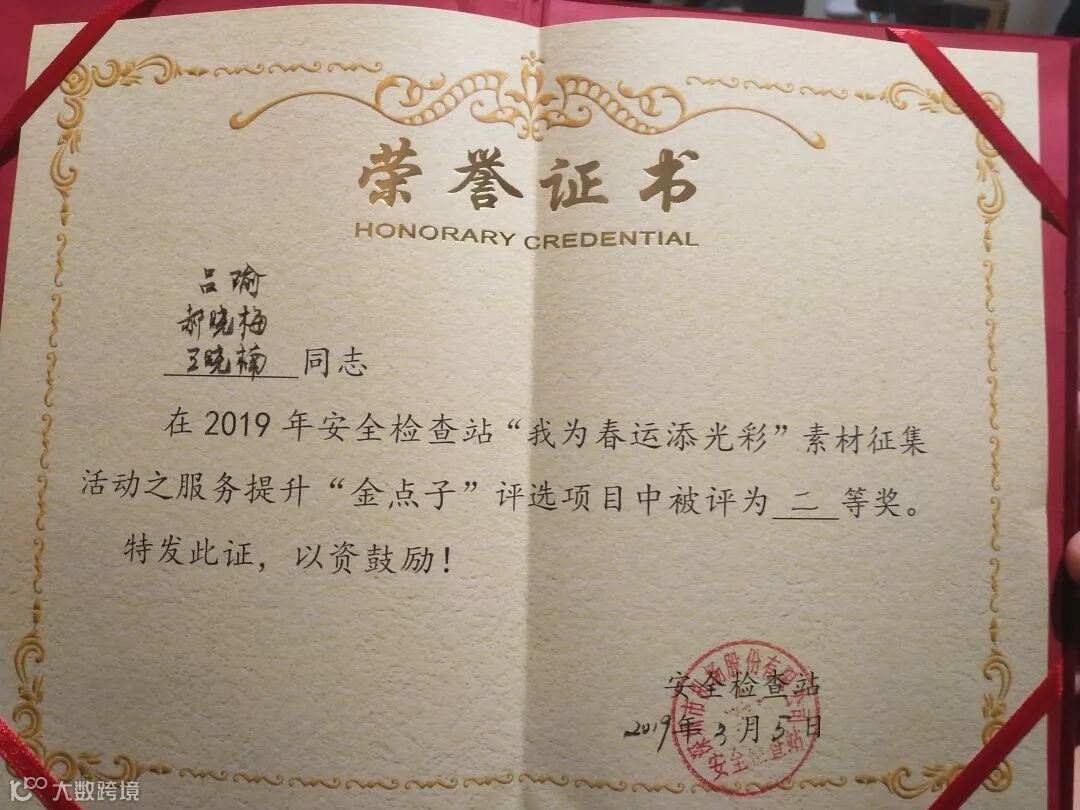 荣誉证书
HONORARY CREDENTIAL
吕瑜
郝晓梅
王晓楠 同志
在2019年安全检查站“我为春运添光彩”素材征集
活动之服务提升“金点子”评选项目中被评为 二 等奖。
特发此证，以资鼓励！
安全检查站
2019年3月5日
大数跨境